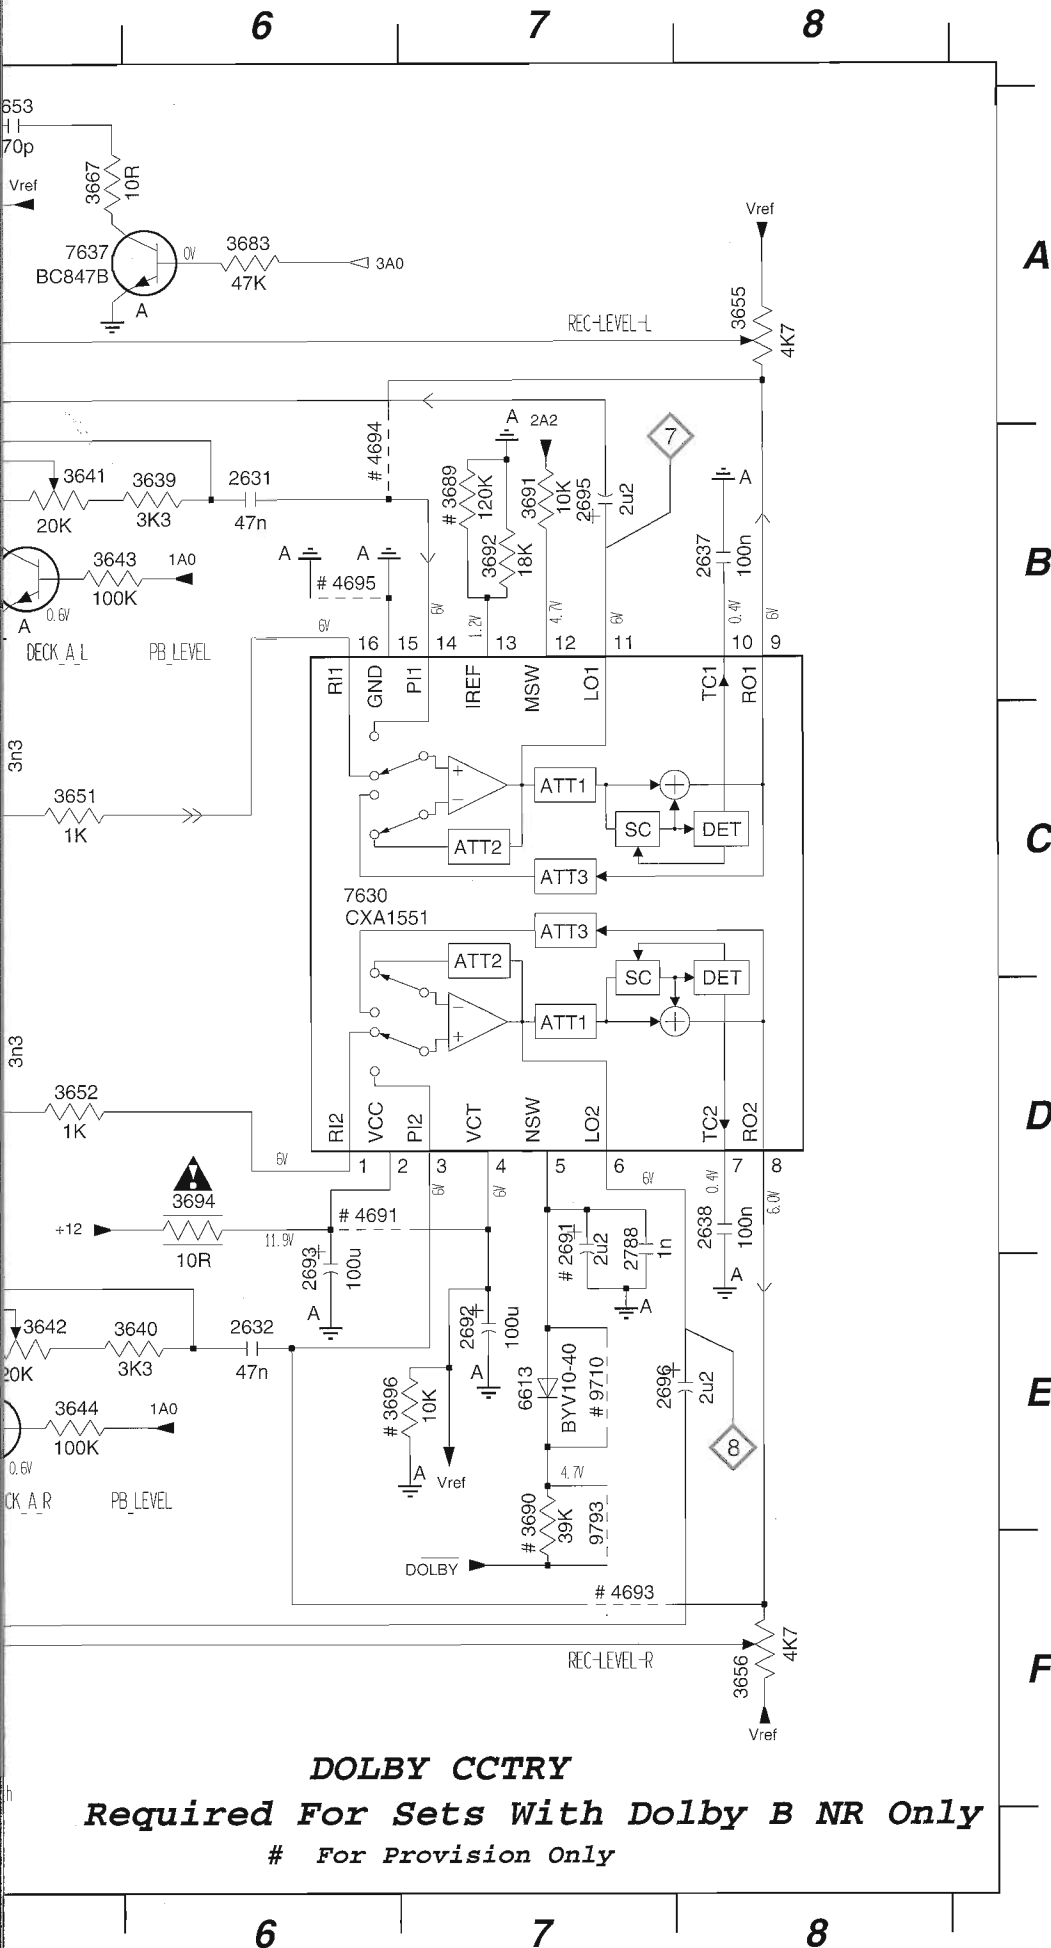 6 7 8
653
70p
Vref
3667
10R
7637
BC847B
0V
3683
47K
3A0
A
Vref
3655
4K7
A
REC-LEVEL-L
# 4694
A
2A2
7
3641
20K
3639
3K3
2631
47n
# 3689
120K
3691
10K
2695
+
2u2
A
3692
18K
2637
100n
B
3643
100K
1A0
A
A
# 4695
0.6V
A
DECK_A_L
PB_LEVEL
6V
6V
1.2V
4.7V
6V
0.4V
6V
16 15 14 13 12 11 10 9
RI1
GND
PI1
IREF
MSW
LO1
TC1
RO1
3n3
3651
1K
+
−
ATT1
ATT2
SC
DET
ATT3
C
7630
CXA1551
ATT3
ATT2
SC
DET
−
+
ATT1
3n3
3652
1K
RI2
VCC
PI2
VCT
NSW
LO2
TC2
RO2
D
1 2 3 4 5 6 7 8
6V
6V
6V
6V
0.4V
6.0V
3694
10R
+12
11.9V
# 4691
2693
+
100u
A
# 2691
+
2u2
2788
1n
A
2638
100n
A
3642
20K
3640
3K3
2632
47n
2692
+
100u
A
# 3696
10K
A
Vref
6613
BYV10-40
# 9710
2696
+
2u2
8
E
3644
100K
1A0
0.6V
CK_A_R
PB_LEVEL
4.7V
# 3690
39K
9793
DOLBY
# 4693
REC-LEVEL-R
3656
4K7
Vref
F
DOLBY CCTRY
Required For Sets With Dolby B NR Only
# For Provision Only
h
6 7 8